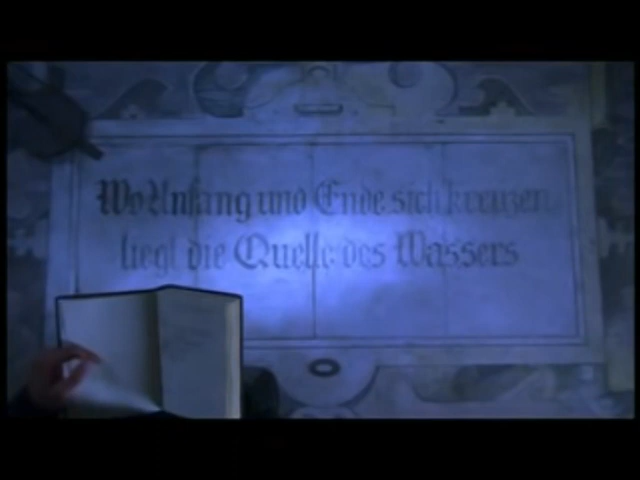 Wo Anfang und Ende sich kreuzen
liegt die Quelle des Wassers